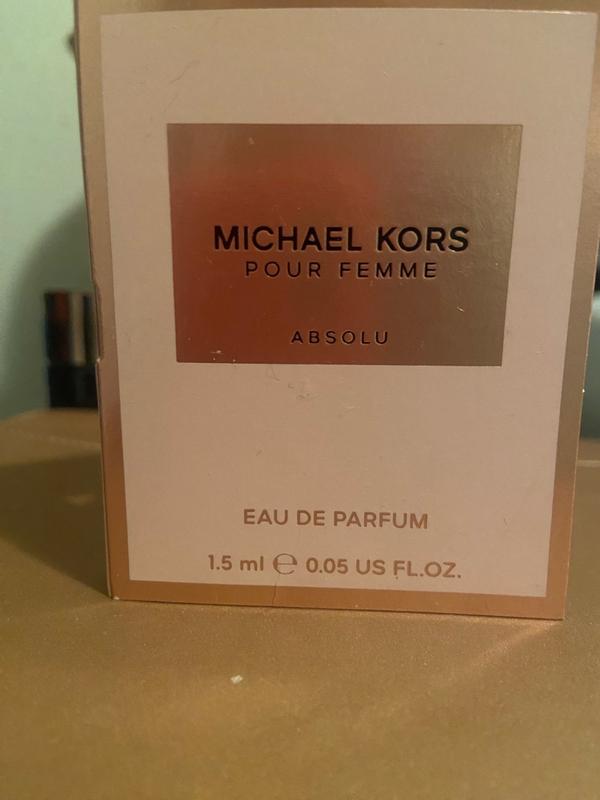 MICHAEL KORS
POUR FEMME
ABSOLU
EAU DE PARFUM
1.5 ml ℮ 0.05 US FL.OZ.